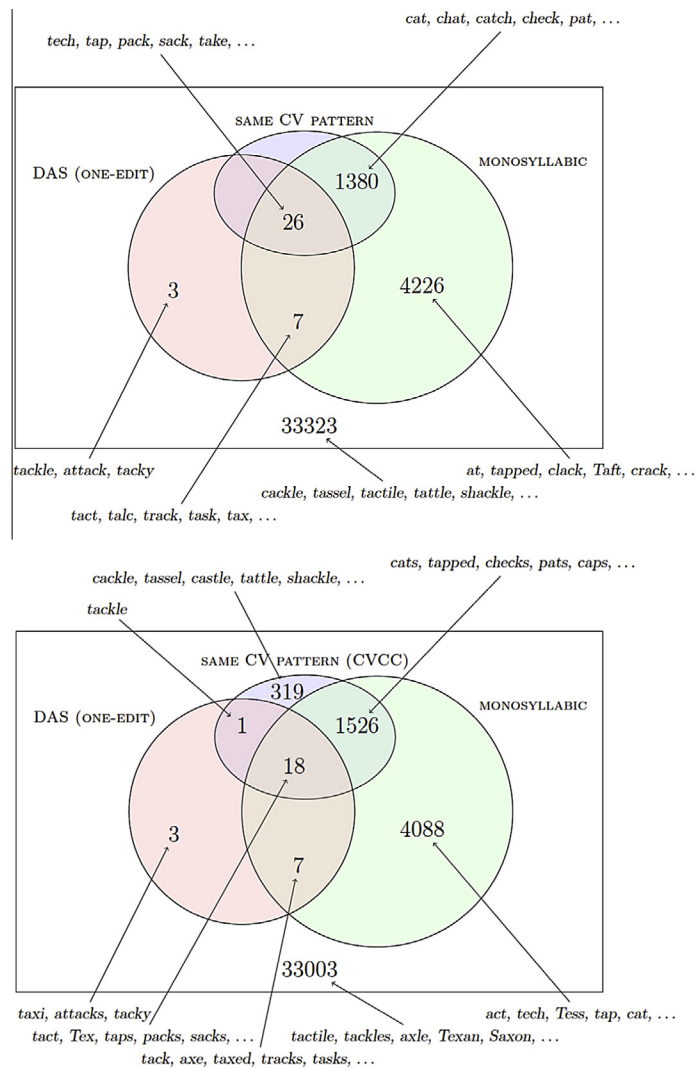 cat, chat, catch, check, pat, ...
tech, tap, pack, sack, take, ...
SAME CV PATTERN
MONOSYLLABIC
DAS (ONE-EDIT)
1380
26
3
4226
7
33323
tackle, attack, tacky
at, tapped, clack, Taft, crack, ...
cackle, tassel, tactile, tattle, shackle, ...
tact, talc, track, task, tax, ...
cats, tapped, checks, pats, caps, ...
cackle, tassel, castle, tattle, shackle, ...
tackle
SAME CV PATTERN (CVCC)
319
MONOSYLLABIC
DAS (ONE-EDIT)
1
1526
18
3
4088
7
33003
taxi, attacks, tacky
act, tech, Tess, tap, cat, ...
tact, Tex, taps, packs, sacks, ...
tactile, tackles, axle, Texan, Saxon, ...
tack, axe, taxed, tracks, tasks, ...